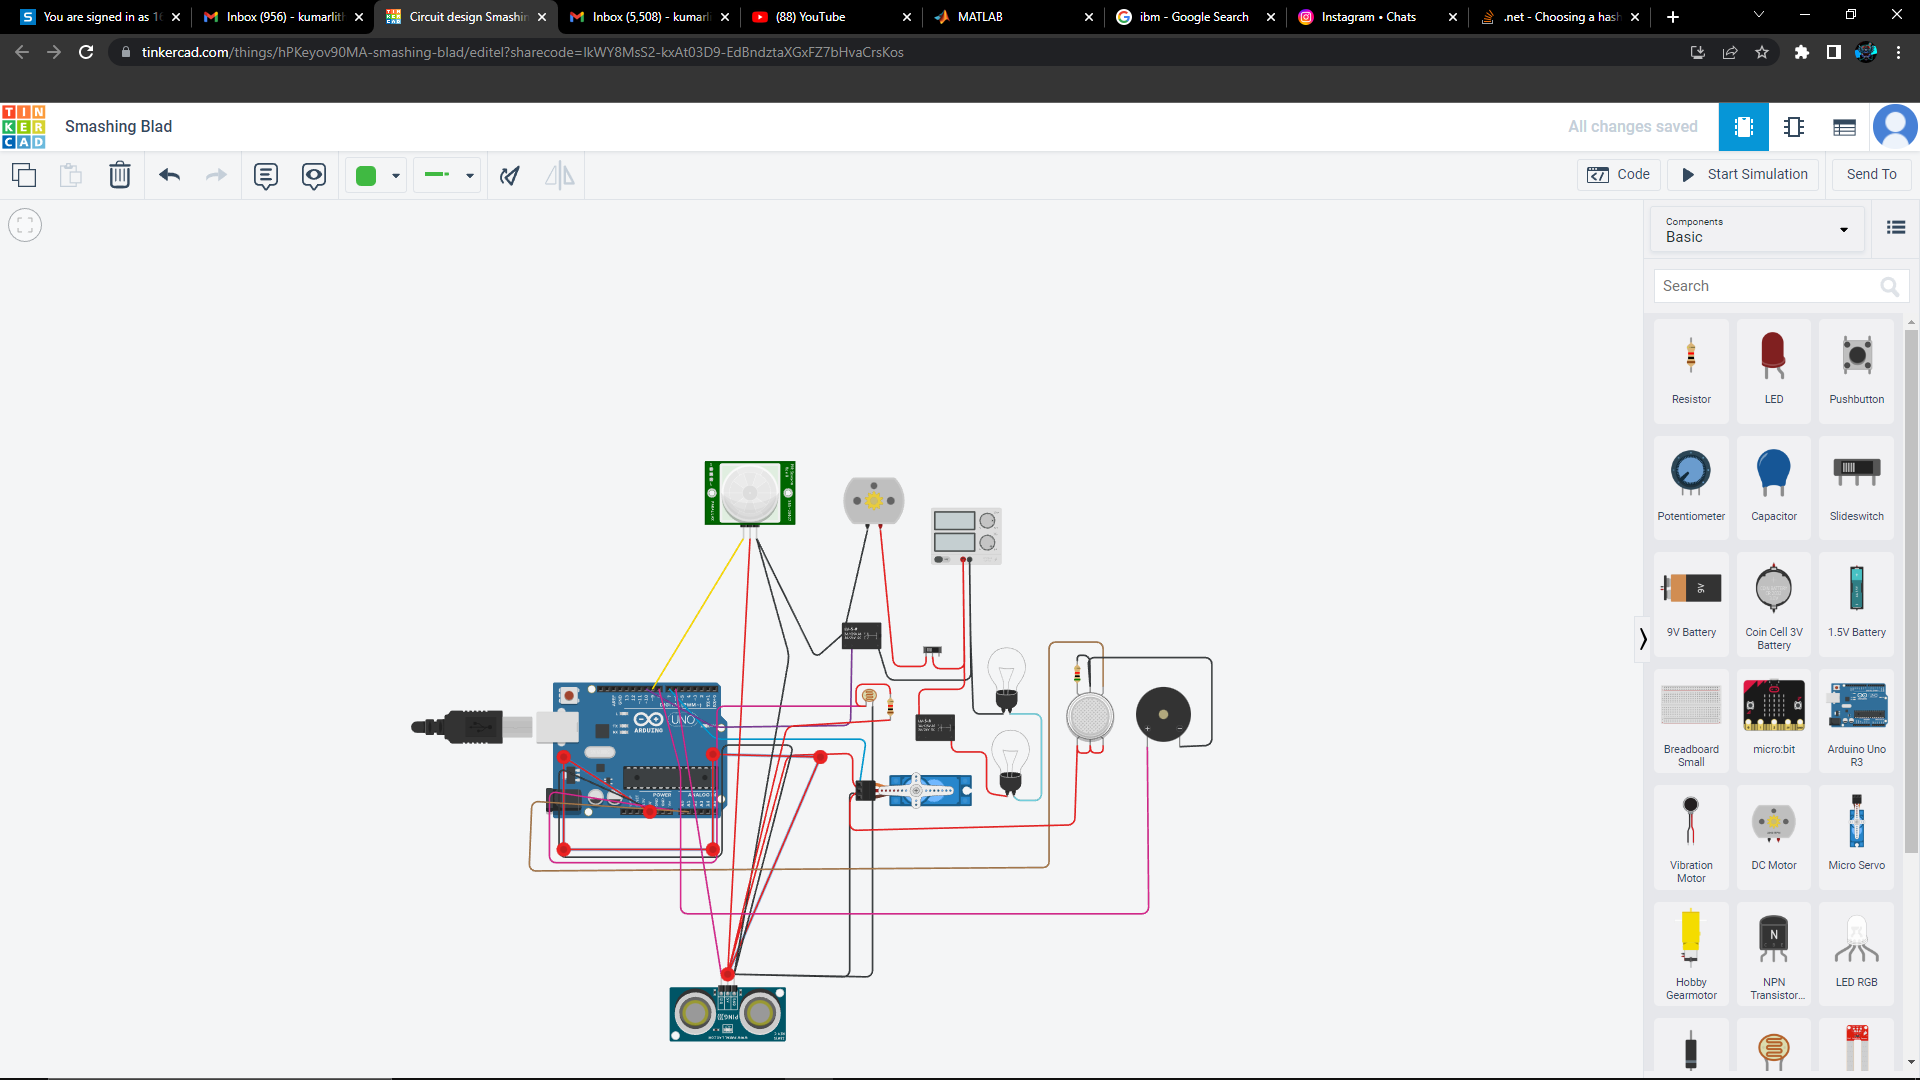 You are signed in as 1
Inbox (956) - kumarlith
Circuit design Smashin
Inbox (5,508) - kumarl
(88) YouTube
MATLAB
ibm - Google Search
Instagram • Chats
.net - Choosing a hash
tinkercad.com/things/hPKeyov90MA-smashing-blad/editel?sharecode=IkWY8MsS2-kxAt03D9-EdBndztaXGxFZ7bHvaCrsKos
TIN
KER
CAD
Smashing Blad
All changes saved
Code
Start Simulation
Send To
Components
Basic
Search
Resistor
LED
Pushbutton
Potentiometer
Capacitor
Slideswitch
9V
9V Battery
Coin Cell 3V
Battery
1.5V Battery
Breadboard
Small
micro:bit
Arduino Uno
R3
Vibration
Motor
DC Motor
Micro Servo
N
Hobby
Gearmotor
NPN
Transistor...
LED RGB
UNO
ARDUINO
POWER